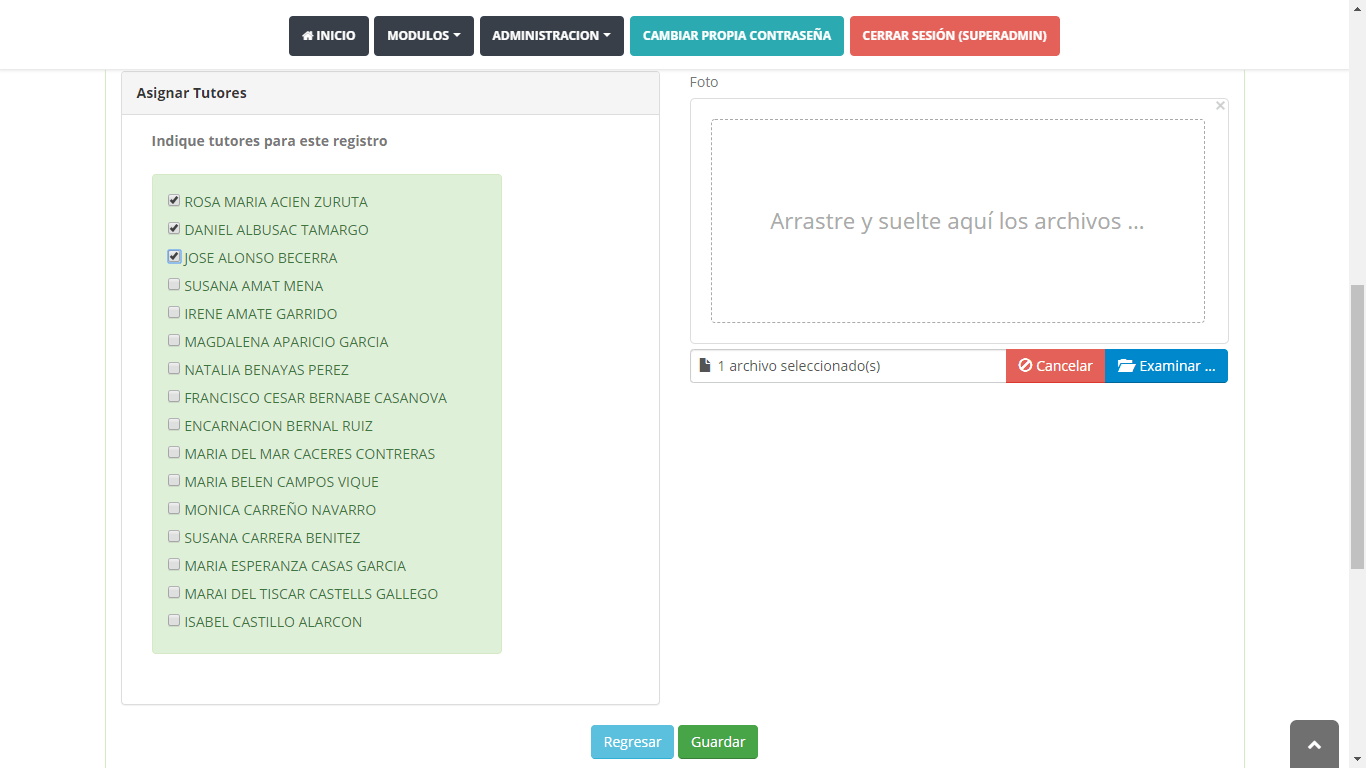 INICIO
MODULOS
ADMINISTRACION
CAMBIAR PROPIA CONTRASEÑA
CERRAR SESIÓN (SUPERADMIN)
Asignar Tutores
Indique tutores para este registro
ROSA MARIA ACIEN ZURUTA
DANIEL ALBUSAC TAMARGO
JOSE ALONSO BECERRA
SUSANA AMAT MENA
IRENE AMATE GARRIDO
MAGDALENA APARICIO GARCIA
NATALIA BENAYAS PEREZ
FRANCISCO CESAR BERNABE CASANOVA
ENCARNACION BERNAL RUIZ
MARIA DEL MAR CACERES CONTRERAS
MARIA BELEN CAMPOS VIQUE
MONICA CARREÑO NAVARRO
SUSANA CARRERA BENITEZ
MARIA ESPERANZA CASAS GARCIA
MARAI DEL TISCAR CASTELLS GALLEGO
ISABEL CASTILLO ALARCON
Foto
×
Arrastre y suelte aquí los archivos ...
1 archivo seleccionado(s)
Cancelar
Examinar ...
Regresar
Guardar